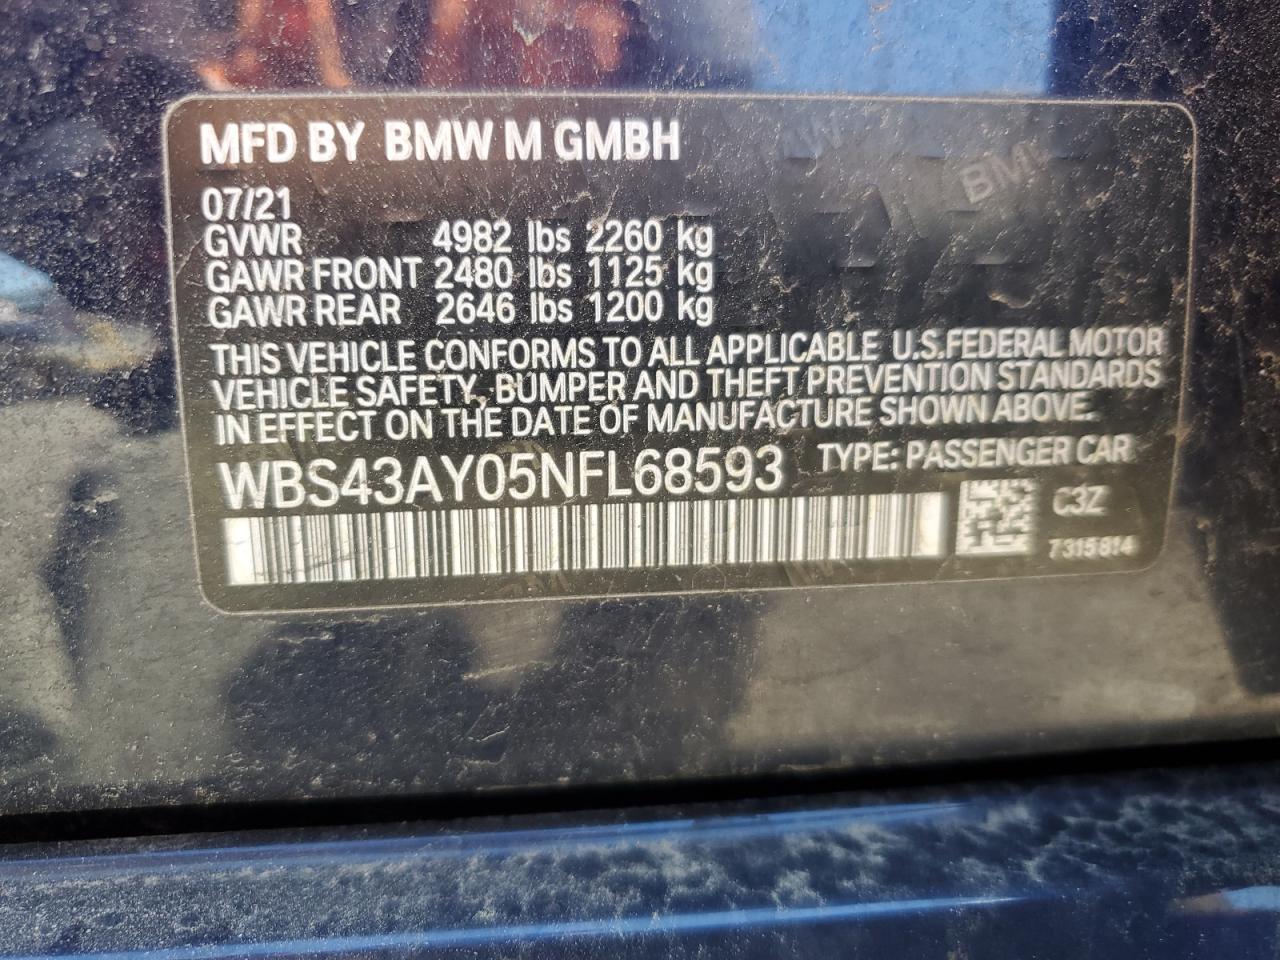 MFD BY BMW M GMBH
07/21
GVWR 4982 lbs 2260 kg
GAWR FRONT 2480 lbs 1125 kg
GAWR REAR 2646 lbs 1200 kg
THIS VEHICLE CONFORMS TO ALL APPLICABLE U.S.FEDERAL MOTOR
VEHICLE SAFETY, BUMPER AND THEFT PREVENTION STANDARDS
IN EFFECT ON THE DATE OF MANUFACTURE SHOWN ABOVE.
WBS43AY05NFL68593 TYPE: PASSENGER CAR
C3Z
7315814